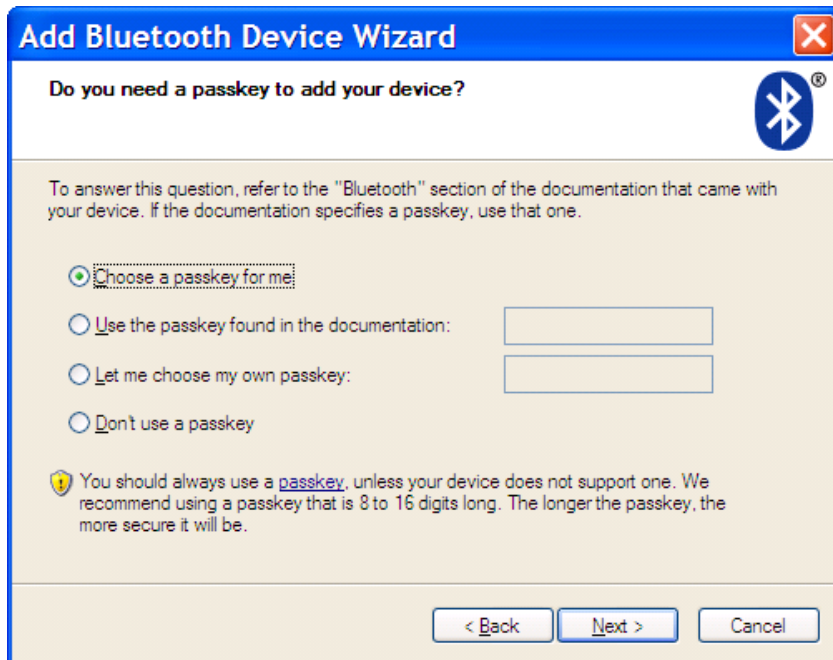 Add Bluetooth Device Wizard
Do you need a passkey to add your device?
®
To answer this question, refer to the "Bluetooth" section of the documentation that came with
your device. If the documentation specifies a passkey, use that one.
Choose a passkey for me
Use the passkey found in the documentation:
Let me choose my own passkey:
Don't use a passkey
You should always use a passkey, unless your device does not support one. We
recommend using a passkey that is 8 to 16 digits long. The longer the passkey, the
more secure it will be.
< Back Next > Cancel